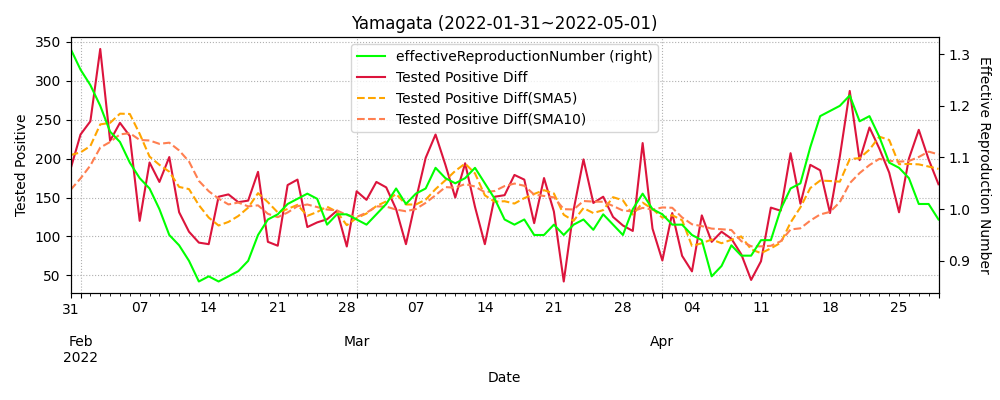 Yamagata (2022-01-31~2022-05-01)
effectiveReproductionNumber (right)
Tested Positive Diff
Tested Positive Diff(SMA5)
Tested Positive Diff(SMA10)
Tested Positive
350
300
250
200
150
100
50
1.3
1.2
1.1
1.0
0.9
Effective Reproduction Number
31 07 14 21 28 07 14 21 28 04 11 18 25
Feb Mar Apr
2022
Date